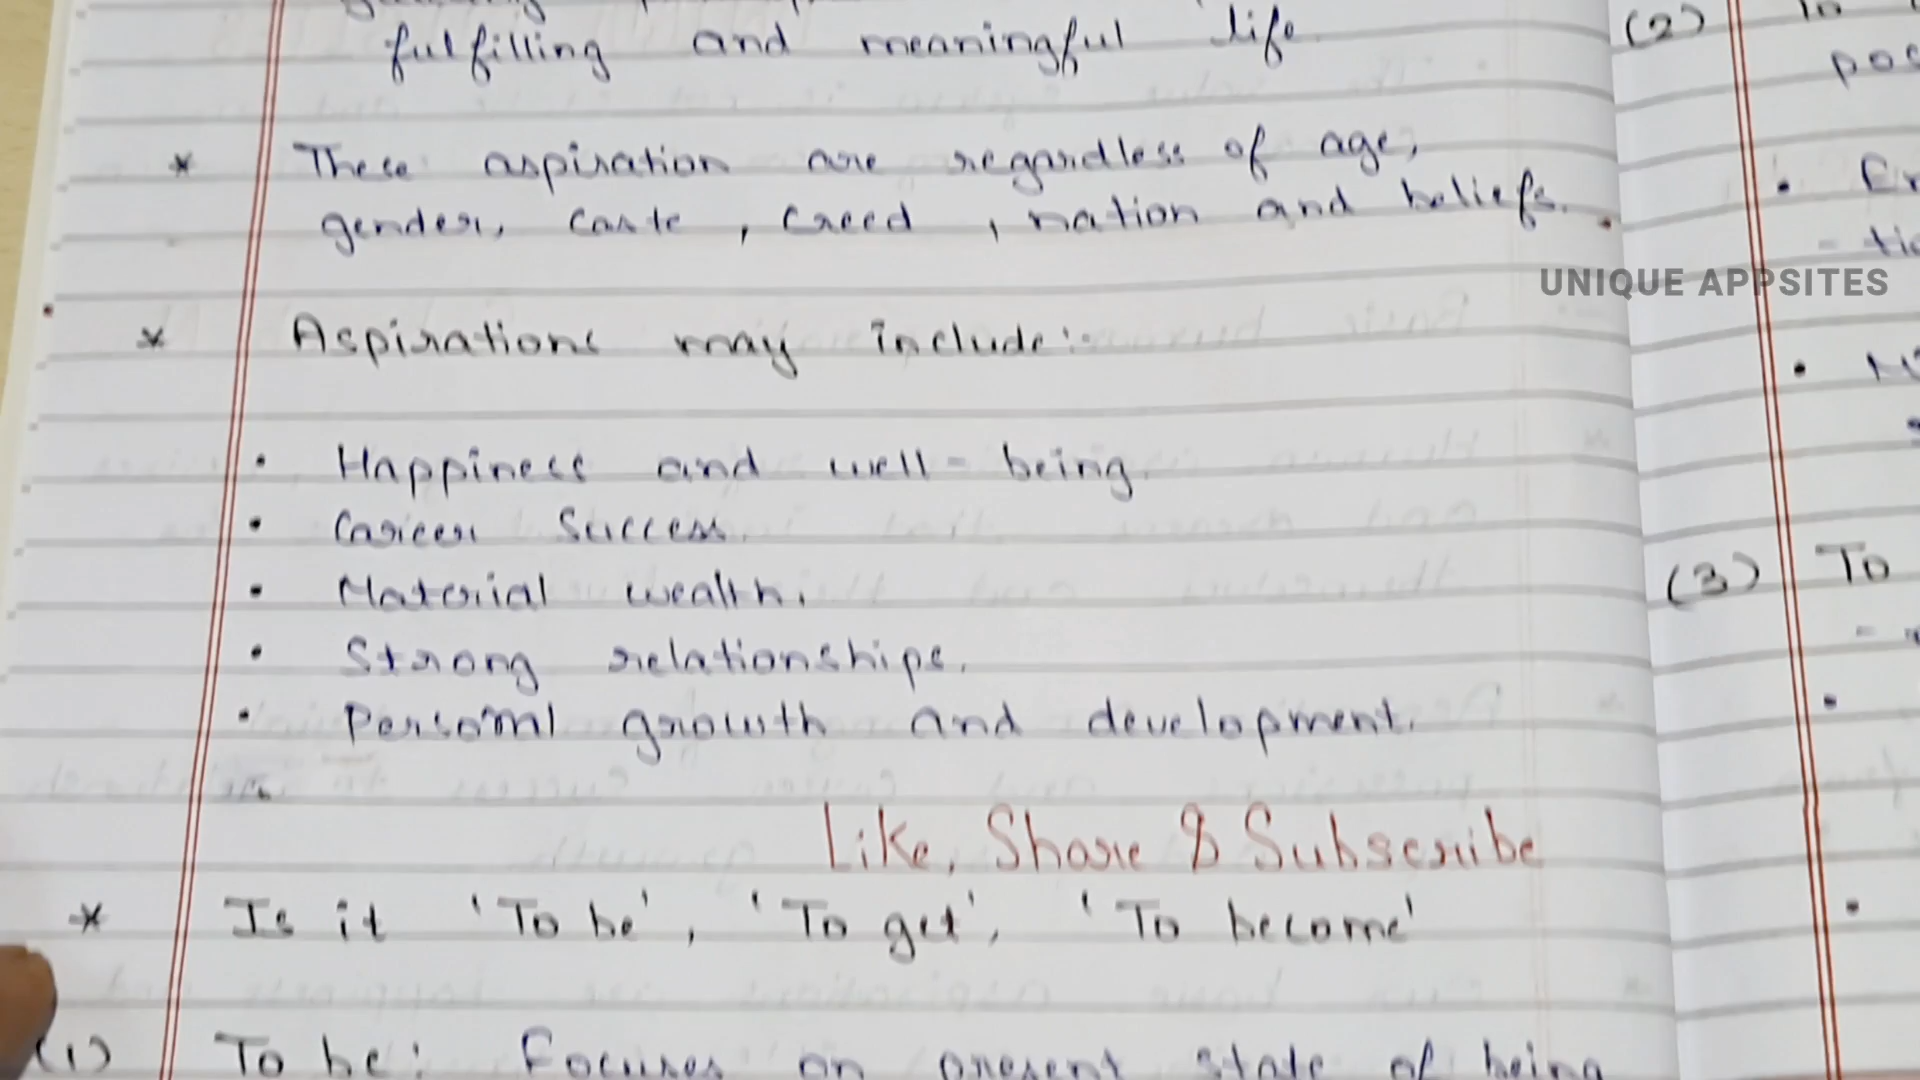 fulfilling and meaningful life
* These aspiration are regardless of age,
gender, caste, creed, nation and beliefs.
UNIQUE APPSITES
* Aspirations may include:-
• Happiness and well-being.
• Career Success.
• Material wealth.
• Strong relationships.
• Personal growth and development.
Like, Share & Subscribe
* Is it 'To be', 'To get', 'To become'
(1) To be: Focuses on present state of being
(2)
(3) To